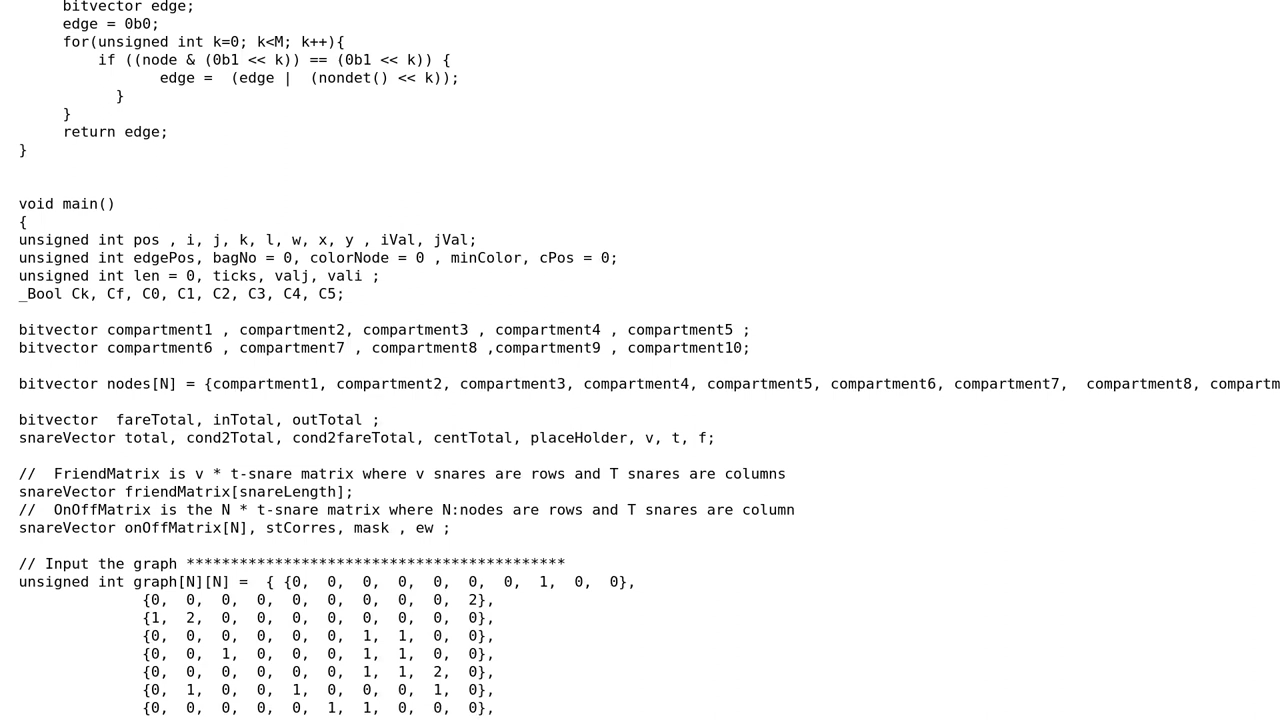 bitvector edge;
edge = 0b0;
for(unsigned int k=0; k<M; k++){
if ((node & (0b1 << k)) == (0b1 << k)) {
edge =  (edge |  (nondet() << k));
}
}
return edge;
}
void main()
{
unsigned int pos , i, j, k, l, w, x, y , iVal, jVal;
unsigned int edgePos, bagNo = 0, colorNode = 0 , minColor, cPos = 0;
unsigned int len = 0, ticks, valj, vali ;
_Bool Ck, Cf, C0, C1, C2, C3, C4, C5;
bitvector compartment1 , compartment2, compartment3 , compartment4 , compartment5 ;
bitvector compartment6 , compartment7 , compartment8 ,compartment9 , compartment10;
bitvector nodes[N] = {compartment1, compartment2, compartment3, compartment4, compartment5, compartment6, compartment7,  compartment8, compartm
bitvector  fareTotal, inTotal, outTotal ;
snareVector total, cond2Total, cond2fareTotal, centTotal, placeHolder, v, t, f;
//  FriendMatrix is v * t-snare matrix where v snares are rows and T snares are columns
snareVector friendMatrix[snareLength];
//  OnOffMatrix is the N * t-snare matrix where N:nodes are rows and T snares are column
snareVector onOffMatrix[N], stCorres, mask , ew ;
// Input the graph *******************************************
unsigned int graph[N][N] =  { {0,  0,  0,  0,  0,  0,  0,  1,  0,  0},
{0,  0,  0,  0,  0,  0,  0,  0,  0,  2},
{1,  2,  0,  0,  0,  0,  0,  0,  0,  0},
{0,  0,  0,  0,  0,  0,  1,  1,  0,  0},
{0,  0,  1,  0,  0,  0,  1,  1,  0,  0},
{0,  0,  0,  0,  0,  0,  1,  1,  2,  0},
{0,  1,  0,  0,  1,  0,  0,  0,  1,  0},
{0,  0,  0,  0,  0,  1,  1,  0,  0,  0},